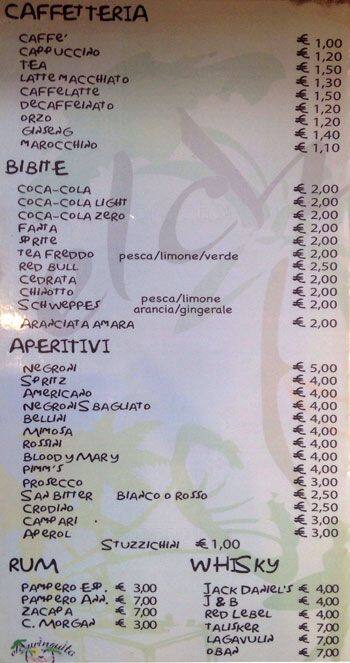 CAFFETTERIA
CAFFE' € 1,00
CAPPUCCINO € 1,20
TEA € 1,50
LATTE MACCHIATO € 1,30
CAFFELATTE € 1,50
DECAFFEINATO € 1,20
ORZO € 1,20
GINSENG € 1,40
MAROCCHINO € 1,10
BIBITE
COCA-COLA € 2,00
COCA-COLA LIGHT € 2,00
COCA-COLA ZERO € 2,00
FANTA € 2,00
SPRITE € 2,00
TEA FREDDO pesca/limone/verde € 2,00
RED BULL € 2,50
CEDRATA € 2,00
CHINOTTO € 2,00
SCHWEPPES pesca/limone arancia/gingerale € 2,00
ARANCIATA AMARA € 2,00
APERITIVI
NEGRONI € 5,00
SPRITZ € 4,00
AMERICANO € 4,00
NEGRONI SBAGLIATO € 4,00
BELLINI € 4,00
MIMOSA € 4,00
ROSSINI € 4,00
BLOODY MARY € 4,00
PIMM'S € 4,00
PROSECCO € 3,00
SAN BITTER BIANCO O ROSSO € 2,50
CRODINO € 2,50
CAMPARI € 3,00
APEROL € 3,00
STUZZICHINI € 1,00
RUM
PAMPERO ESP. € 3,00
PAMPERO ANN. € 7,00
ZACAPA € 7,00
C. MORGAN € 3,00
WHISKY
JACK DANIEL'S € 4,00
J & B € 4,00
RED LEBEL € 4,00
TALISKER € 7,00
LAGAVULIN € 7,00
OBAN € 7,00